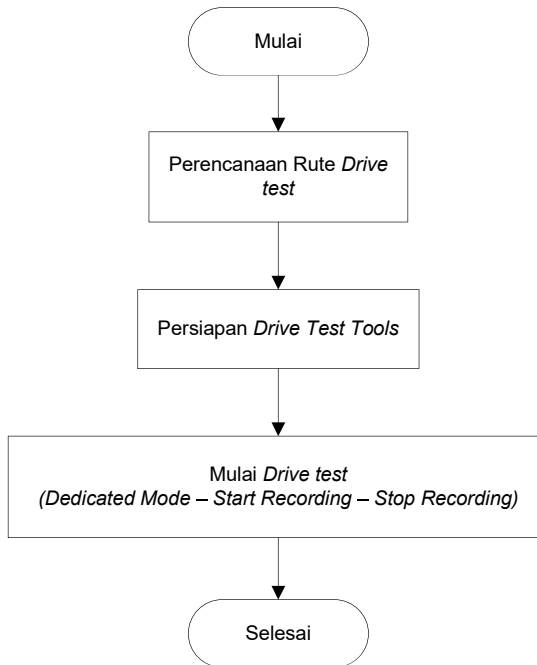 Mulai
Perencanaan Rute Drive
test
Persiapan Drive Test Tools
Mulai Drive test
(Dedicated Mode – Start Recording – Stop Recording)
Selesai